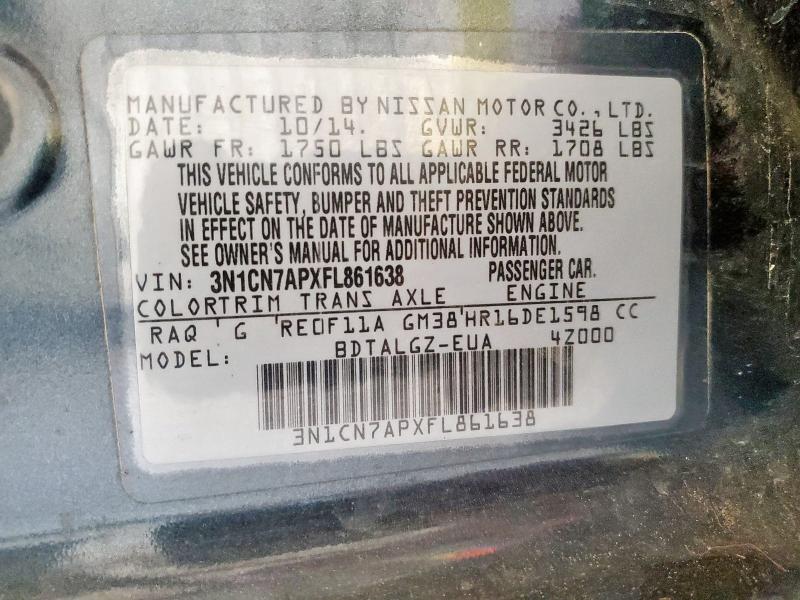 MANUFACTURED BY NISSAN MOTOR CO., LTD.
DATE: 10/14. GVWR: 3426 LBS
GAWR FR: 1750 LBS GAWR RR: 1708 LBS
THIS VEHICLE CONFORMS TO ALL APPLICABLE FEDERAL MOTOR
VEHICLE SAFETY, BUMPER AND THEFT PREVENTION STANDARDS
IN EFFECT ON THE DATE OF MANUFACTURE SHOWN ABOVE.
SEE OWNER'S MANUAL FOR ADDITIONAL INFORMATION.
VIN: 3N1CN7APXFL861638 PASSENGER CAR.
COLOR TRIM TRANS AXLE ENGINE
RAQ G RE0F11A GM38 HR16DE1598 CC
MODEL: BDTALGZ-EUA 4Z000
3N1CN7APXFL861638